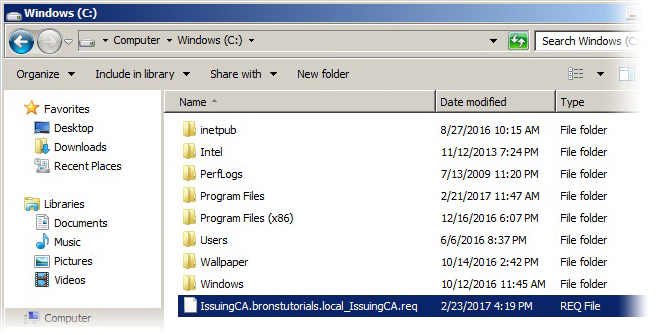 Windows (C:)
Computer Windows (C:) Search Windows (C:
Organize Include in library Share with New folder
Favorites
Desktop
Downloads
Recent Places
Libraries
Documents
Music
Pictures
Videos
Computer
Name Date modified Type
inetpub 8/27/2016 10:15 AM File folder
Intel 11/12/2013 7:24 PM File folder
PerfLogs 7/13/2009 11:20 PM File folder
Program Files 2/21/2017 11:47 AM File folder
Program Files (x86) 12/16/2016 6:07 PM File folder
Users 6/6/2016 8:37 PM File folder
Wallpaper 10/14/2016 2:42 PM File folder
Windows 10/12/2016 11:45 AM File folder
IssuingCA.bronstutorials.local_IssuingCA.req 2/23/2017 4:19 PM REQ File